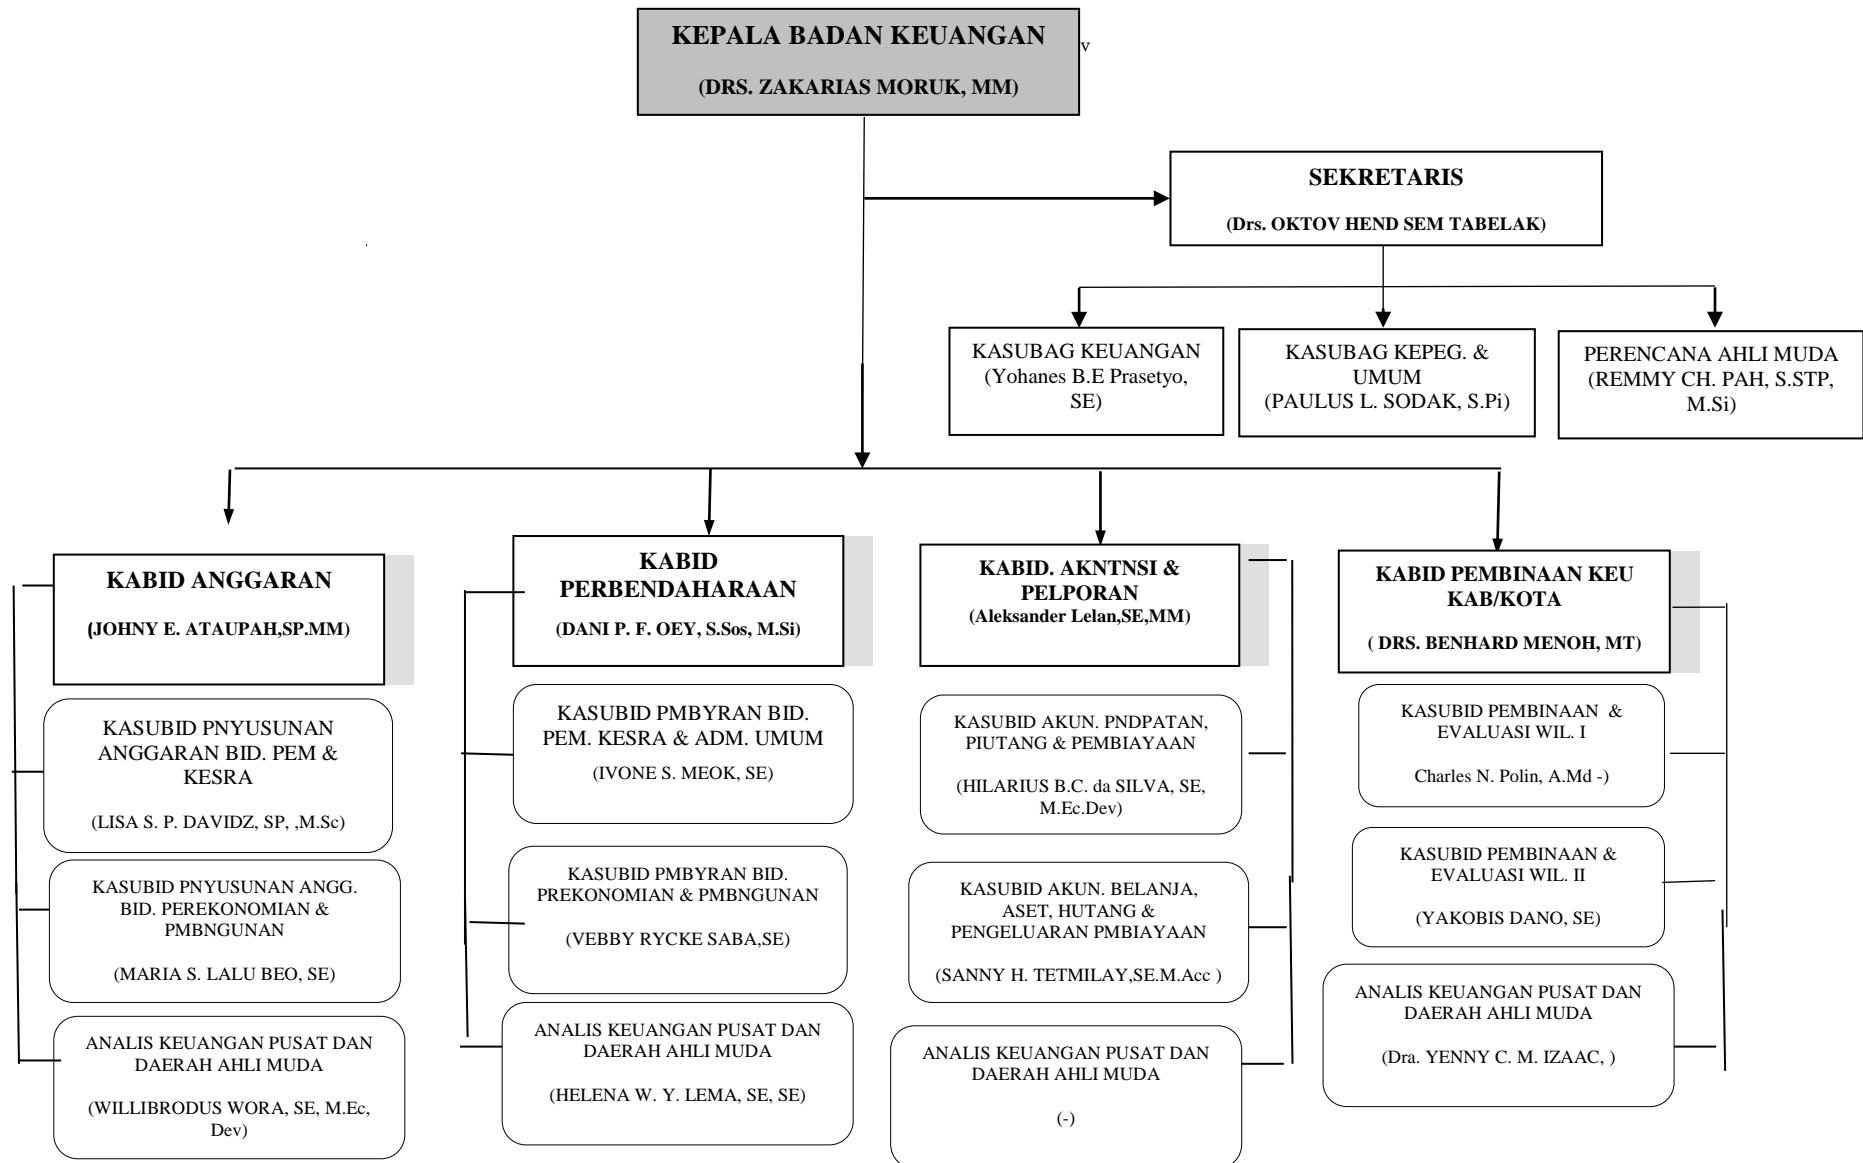 KEPALA BADAN KEUANGAN
v
(DRS. ZAKARIAS MORUK, MM)
SEKRETARIS
(Drs. OKTOV HEND SEM TABELAK)
KASUBAG KEUANGAN
(Yohanes B.E Prasetyo,
SE)
KASUBAG KEPEG. &
UMUM
(PAULUS L. SODAK, S.Pi)
PERENCANA AHLI MUDA
(REMMY CH. PAH, S.STP,
M.Si)
KABID ANGGARAN
(JOHNY E. ATAUPAH,SP.MM)
KASUBID PNYUSUNAN
ANGGARAN BID. PEM &
KESRA
(LISA S. P. DAVIDZ, SP, ,M.Sc)
KASUBID PNYUSUNAN ANGG.
BID. PEREKONOMIAN &
PMBNGUNAN
(MARIA S. LALU BEO, SE)
ANALIS KEUANGAN PUSAT DAN
DAERAH AHLI MUDA
(WILLIBRODUS WORA, SE, M.Ec,
Dev)
KABID
PERBENDAHARAAN
(DANI P. F. OEY, S.Sos, M.Si)
KASUBID PMBYRAN BID.
PEM. KESRA & ADM. UMUM
(IVONE S. MEOK, SE)
KASUBID PMBYRAN BID.
PREKONOMIAN & PMBNGUNAN
(VEBBY RYCKE SABA,SE)
ANALIS KEUANGAN PUSAT DAN
DAERAH AHLI MUDA
(HELENA W. Y. LEMA, SE, SE)
KABID. AKNTNSI &
PELPORAN
(Aleksander Lelan,SE,MM)
KASUBID AKUN. PNDPATAN,
PIUTANG & PEMBIAYAAN
(HILARIUS B.C. da SILVA, SE,
M.Ec.Dev)
KASUBID AKUN. BELANJA,
ASET, HUTANG &
PENGELUARAN PMBIAYAAN
(SANNY H. TETMILAY,SE.M.Acc )
ANALIS KEUANGAN PUSAT DAN
DAERAH AHLI MUDA
(-)
KABID PEMBINAAN KEU
KAB/KOTA
( DRS. BENHARD MENOH, MT)
KASUBID PEMBINAAN &
EVALUASI WIL. I
Charles N. Polin, A.Md -)
KASUBID PEMBINAAN &
EVALUASI WIL. II
(YAKOBIS DANO, SE)
ANALIS KEUANGAN PUSAT DAN
DAERAH AHLI MUDA
(Dra. YENNY C. M. IZAAC, )